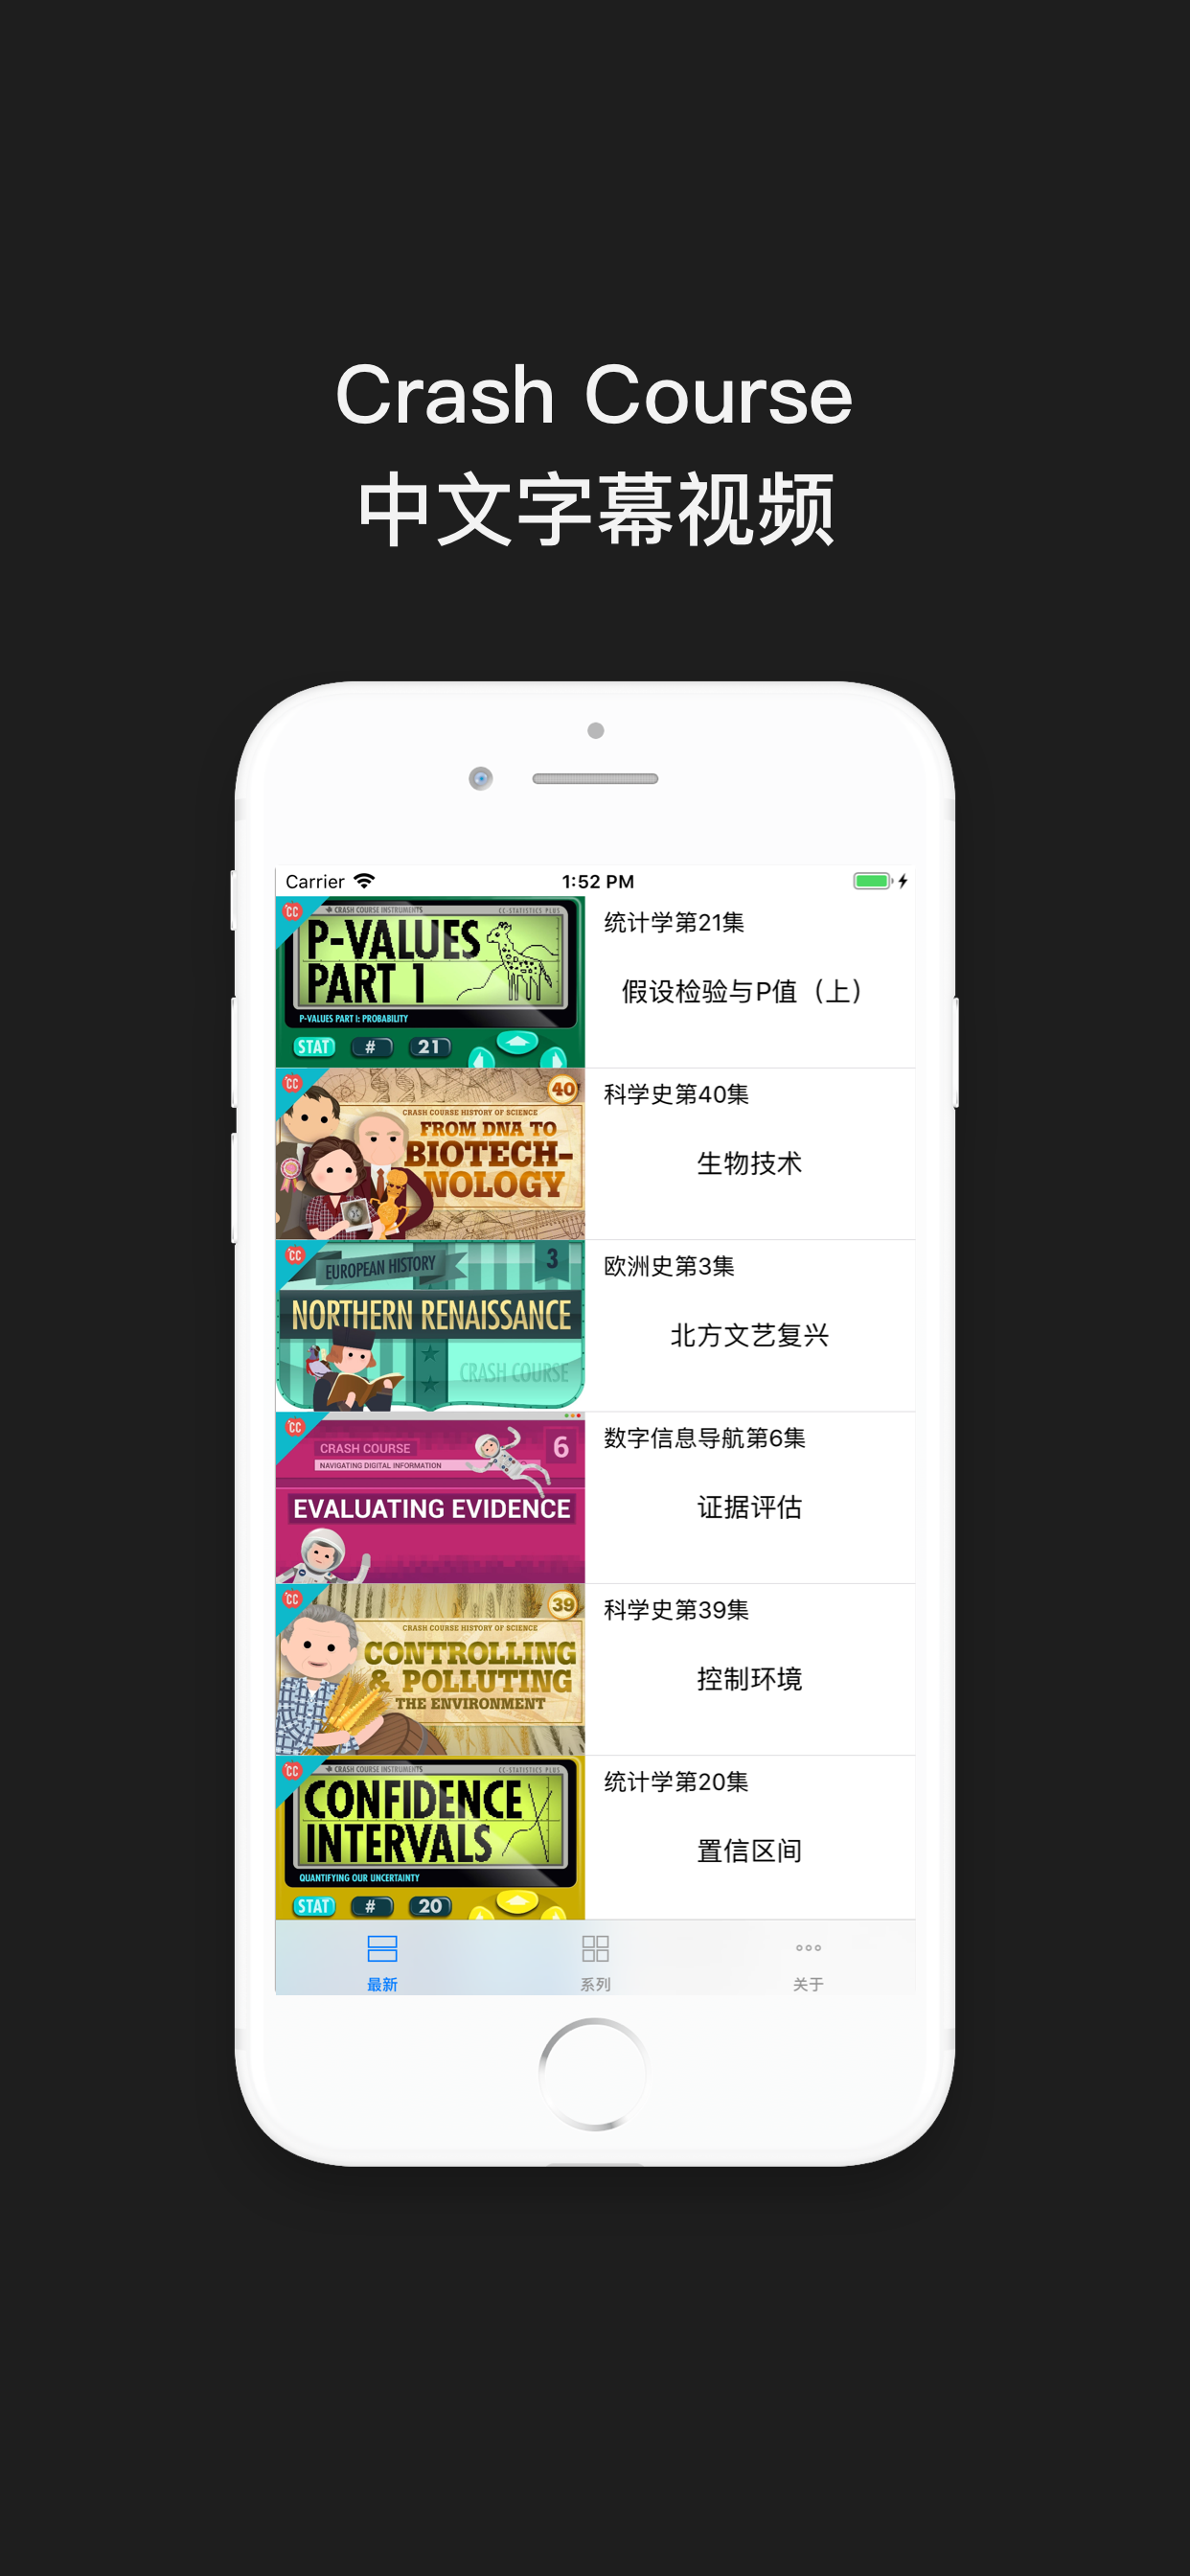 Crash Course
中文字幕视频
Carrier
1:52 PM
CC
CRASH COURSE INSTRUMENTS
CC-STATISTICS PLUS
P-VALUES
PART 1
P-VALUES PART I: PROBABILITY
STAT
#
21
统计学第21集
假设检验与P值（上）
CC
40
CRASH COURSE HISTORY OF SCIENCE
FROM DNA TO
BIOTECH-
NOLOGY
科学史第40集
生物技术
CC
EUROPEAN HISTORY
3
NORTHERN RENAISSANCE
CRASH COURSE
欧洲史第3集
北方文艺复兴
CC
CRASH COURSE
NAVIGATING DIGITAL INFORMATION
6
EVALUATING EVIDENCE
数字信息导航第6集
证据评估
CC
39
CRASH COURSE HISTORY OF SCIENCE
CONTROLLING
& POLLUTING
THE ENVIRONMENT
科学史第39集
控制环境
CC
CRASH COURSE INSTRUMENTS
CC-STATISTICS PLUS
CONFIDENCE
INTERVALS
QUANTIFYING OUR UNCERTAINTY
STAT
#
20
统计学第20集
置信区间
最新
系列
关于